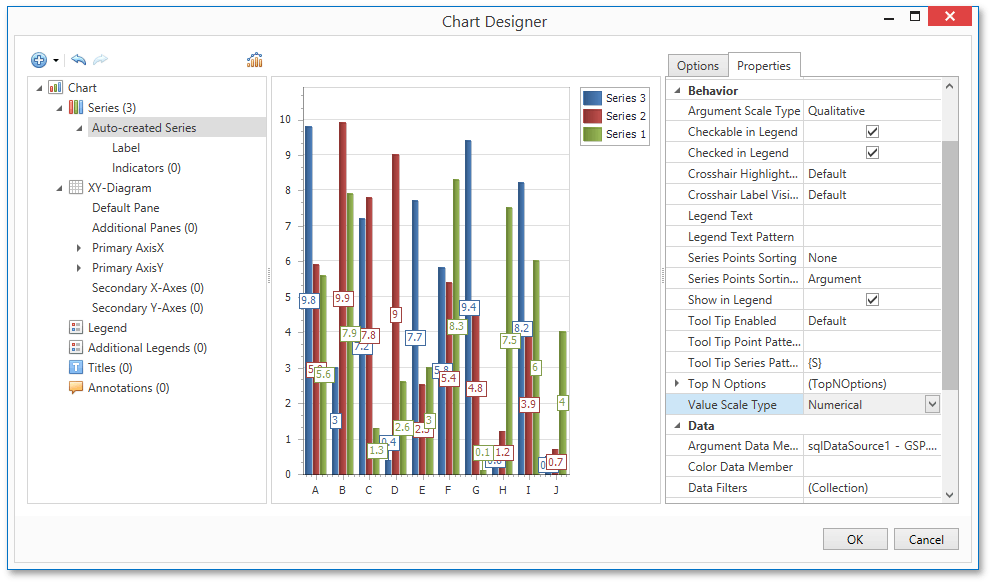 Chart Designer
Chart
Series (3)
Auto-created Series
Label
Indicators (0)
XY-Diagram
Default Pane
Additional Panes (0)
Primary AxisX
Primary AxisY
Secondary X-Axes (0)
Secondary Y-Axes (0)
Legend
Additional Legends (0)
Titles (0)
Annotations (0)
10
9
8
7
6
5
4
3
2
1
0
9.8
5.6
3
9.9
7.9
7.2
7.8
1.3
0.4
9
2.6
7.7
2.5
3
5.8
5.4
8.3
9.4
4.8
0.1
1.2
7.5
8.2
3.9
6
0.7
4
A B C D E F G H I J
Series 3
Series 2
Series 1
Options Properties
Behavior
Argument Scale Type Qualitative
Checkable in Legend
Checked in Legend
Crosshair Highlight... Default
Crosshair Label Visi... Default
Legend Text
Legend Text Pattern
Series Points Sorting None
Series Points Sortin... Argument
Show in Legend
Tool Tip Enabled Default
Tool Tip Point Patte...
Tool Tip Series Patt... {S}
Top N Options (TopNOptions)
Value Scale Type Numerical
Data
Argument Data Me... sqlDataSource1 - GSP....
Color Data Member
Data Filters (Collection)
OK Cancel